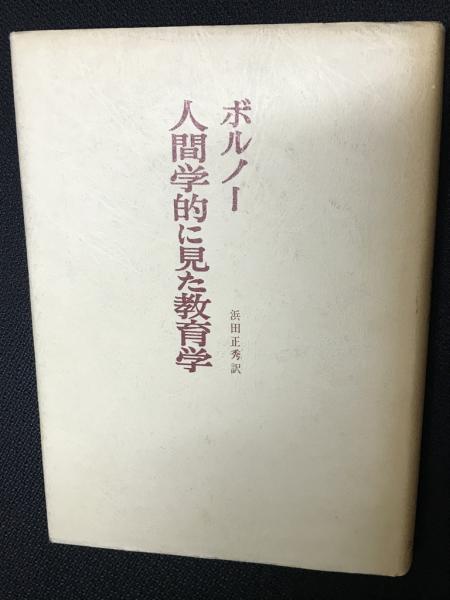 ボルノー
人間学的に見た教育学
浜田正秀訳